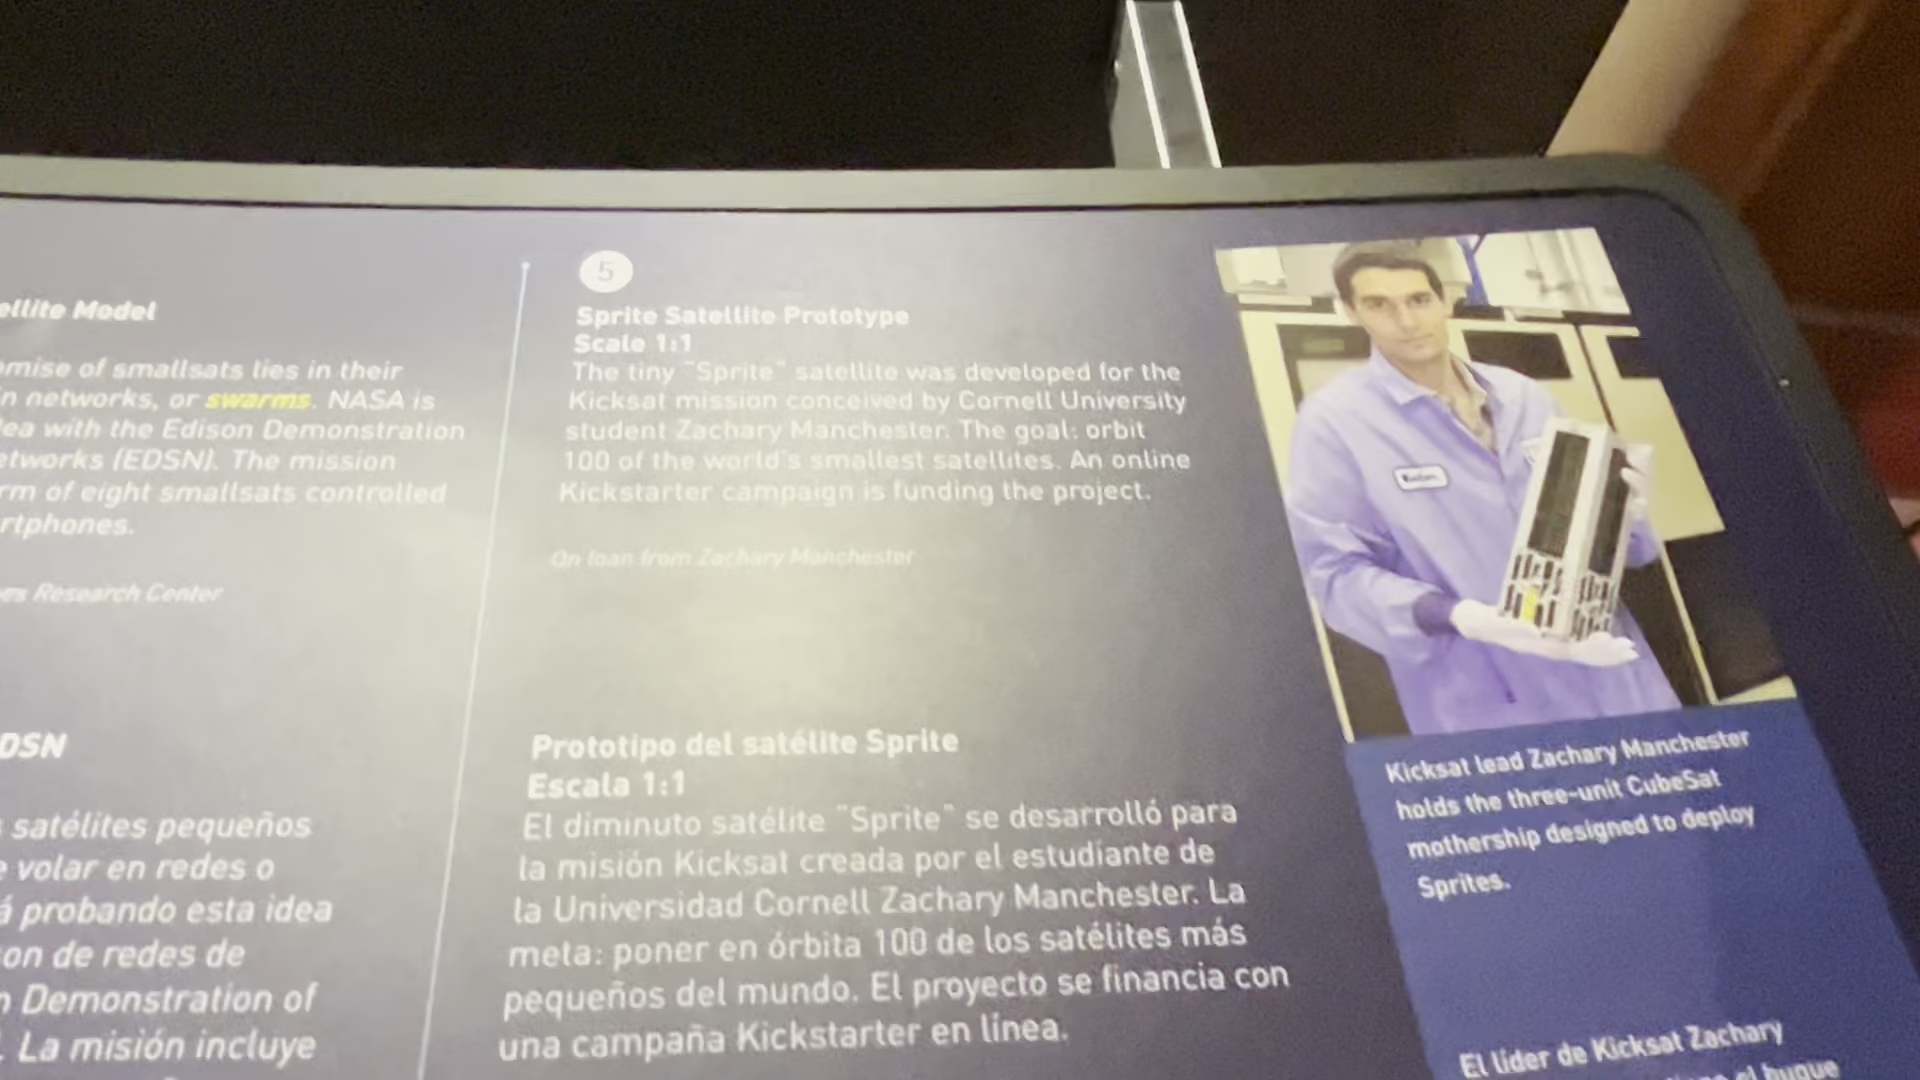 ellite Model
mise of smallsats lies in their
n networks, or swarms. NASA is
ea with the Edison Demonstration
etworks (EDSN). The mission
rm of eight smallsats controlled
rtphones.
es Research Center
DSN
satélites pequeños
volar en redes o
á probando esta idea
on de redes de
Demonstration of
. La misión incluye
5
Sprite Satellite Prototype
Scale 1:1
The tiny "Sprite" satellite was developed for the
Kicksat mission conceived by Cornell University
student Zachary Manchester. The goal: orbit
100 of the world's smallest satellites. An online
Kickstarter campaign is funding the project.
On loan from Zachary Manchester
Prototipo del satélite Sprite
Escala 1:1
El diminuto satélite "Sprite" se desarrolló para
la misión Kicksat creada por el estudiante de
la Universidad Cornell Zachary Manchester. La
meta: poner en órbita 100 de los satélites más
pequeños del mundo. El proyecto se financia con
una campaña Kickstarter en línea.
Kicksat lead Zachary Manchester
holds the three-unit CubeSat
mothership designed to deploy
Sprites.
El líder de Kicksat Zachary
el buque